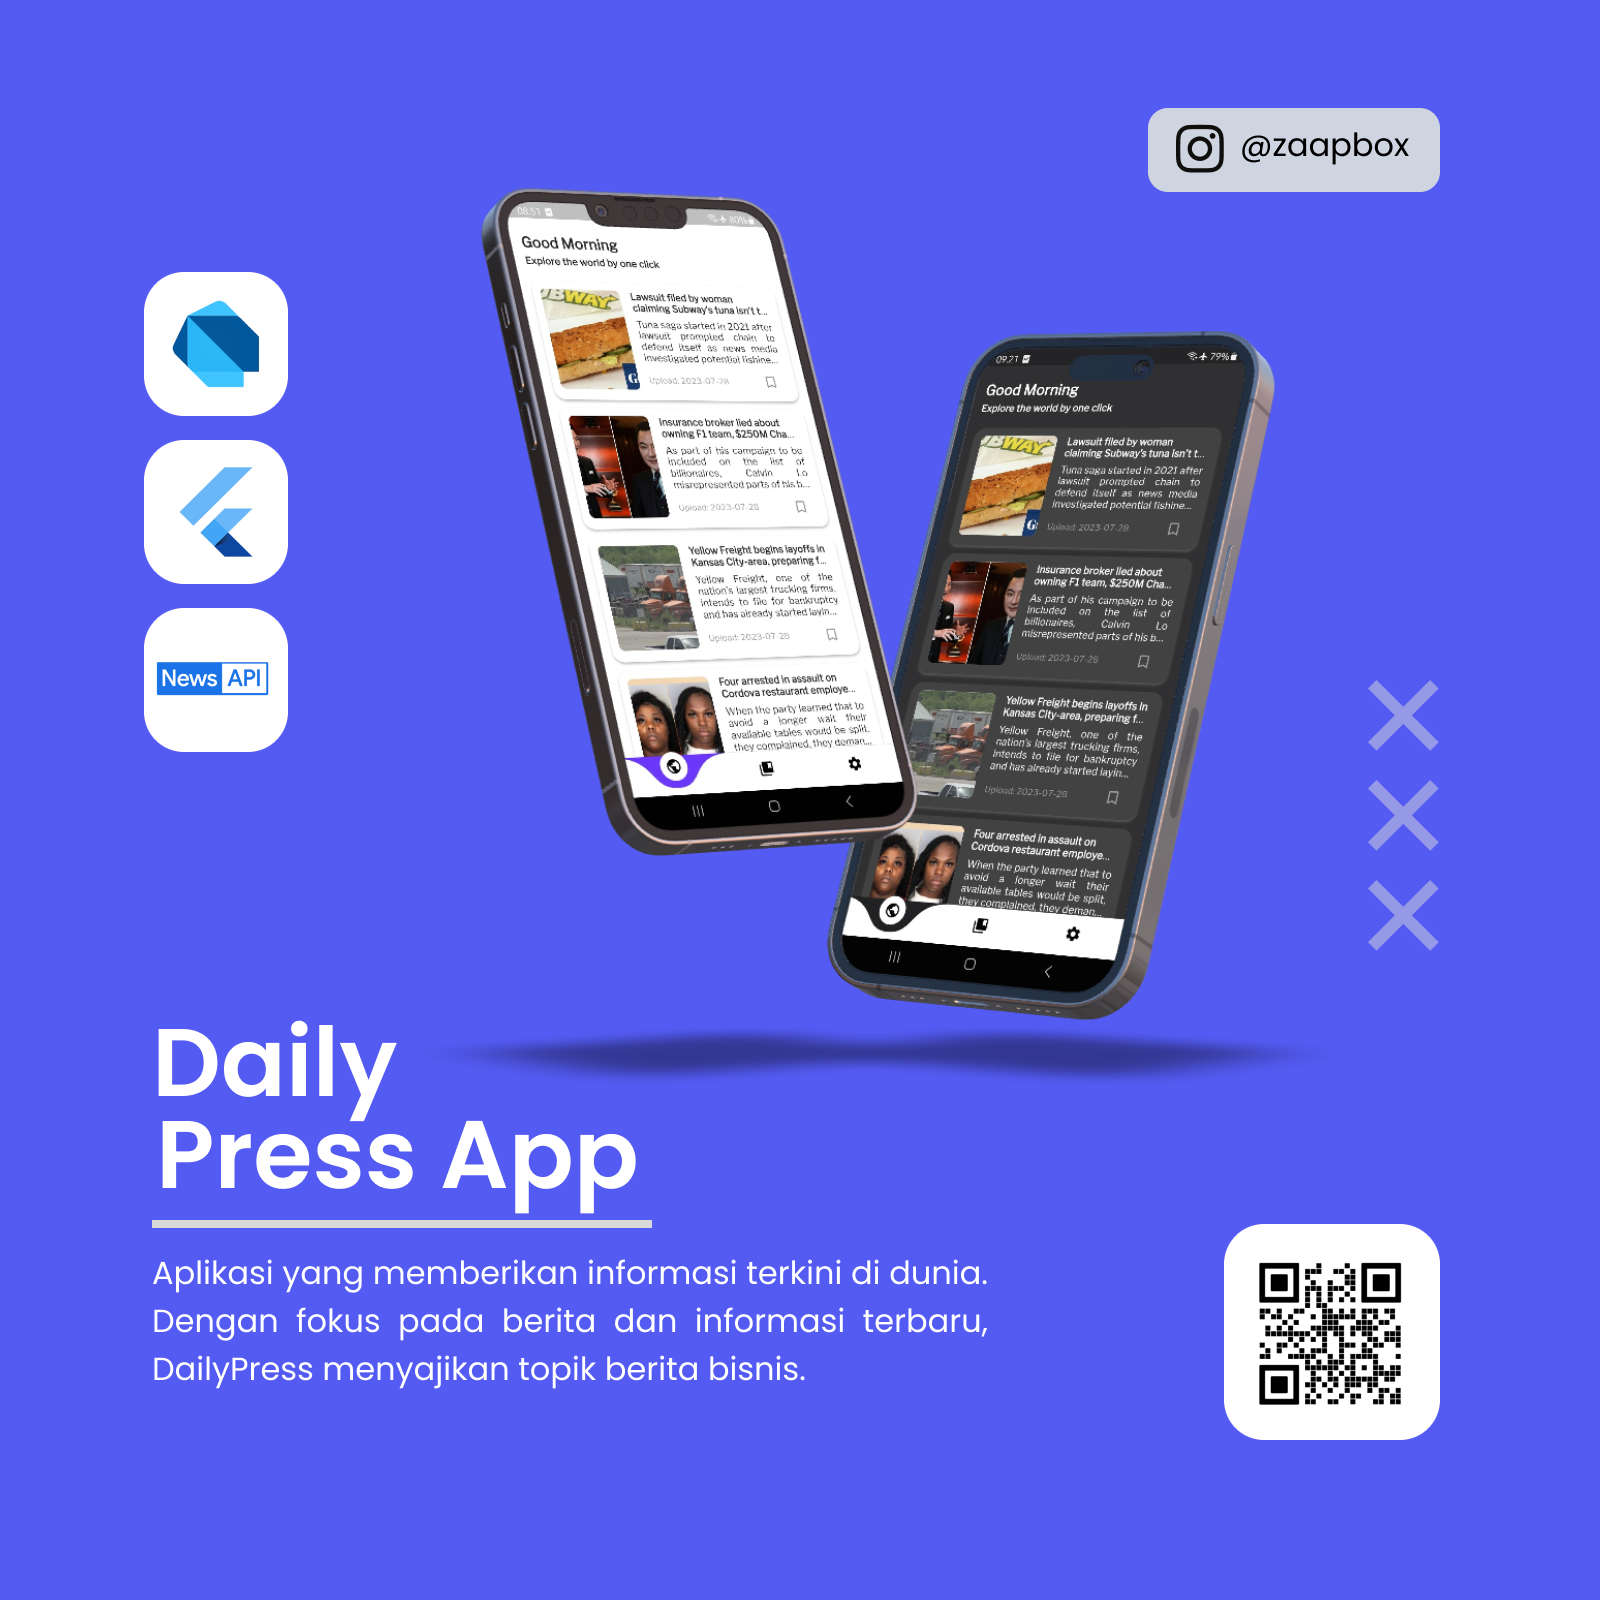 @zaapbox
08.51
80%
Good Morning
Explore the world by one click
UBWAY
Lawsuit filed by woman
claiming Subway's tuna isn't t...
Tuna saga started in 2021 after
lawsuit prompted chain to
defend itself as news media
investigated potential fishine...
Upload: 2023-07-28
Insurance broker lied about
owning F1 team, $250M Cha...
As part of his campaign to be
included on the list of
billionaires, Calvin Lo
misrepresented parts of his b...
Upload: 2023-07-28
Yellow Freight begins layoffs in
Kansas City-area, preparing f...
Yellow Freight, one of the
nation's largest trucking firms,
intends to file for bankruptcy
and has already started layin...
Upload: 2023-07-28
Four arrested in assault on
Cordova restaurant employe...
When the party learned that to
avoid a longer wait their
available tables would be split,
they complained, they deman...
09.21
79%
Good Morning
Explore the world by one click
UBWAY
Lawsuit filed by woman
claiming Subway's tuna isn't t...
Tuna saga started in 2021 after
lawsuit prompted chain to
defend itself as news media
investigated potential fishine...
Upload: 2023-07-28
Insurance broker lied about
owning F1 team, $250M Cha...
As part of his campaign to be
included on the list of
billionaires, Calvin Lo
misrepresented parts of his b...
Upload: 2023-07-28
Yellow Freight begins layoffs in
Kansas City-area, preparing f...
Yellow Freight, one of the
nation's largest trucking firms,
intends to file for bankruptcy
and has already started layin...
Upload: 2023-07-28
Four arrested in assault on
Cordova restaurant employe...
When the party learned that to
avoid a longer wait their
available tables would be split,
they complained, they deman...
News API
Daily
Press App
Aplikasi yang memberikan informasi terkini di dunia.
Dengan fokus pada berita dan informasi terbaru,
DailyPress menyajikan topik berita bisnis.